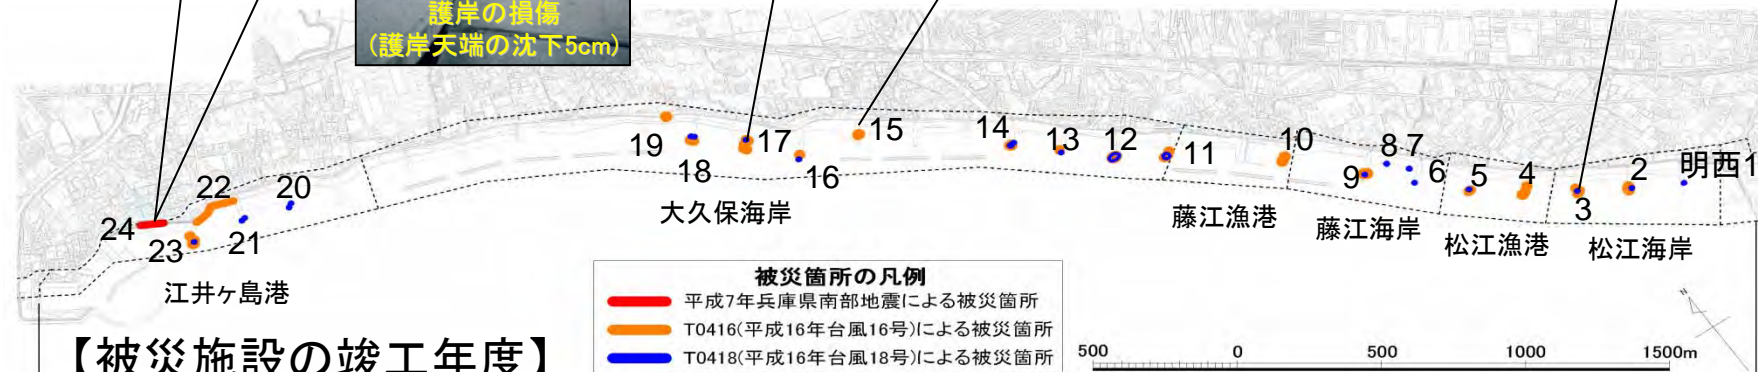 護岸の損傷
(護岸天端の沈下5cm)
19
18
17
16
15
14
13
12
11
10
9
8
7
6
5
4
3
2
明西1
24
23
22
21
20
江井ヶ島港
大久保海岸
藤江漁港
藤江海岸
松江漁港
松江海岸
被災箇所の凡例
平成7年兵庫県南部地震による被災箇所
T0416(平成16年台風16号)による被災箇所
T0418(平成16年台風18号)による被災箇所
【被災施設の竣工年度】
500 0 500 1000 1500m
N